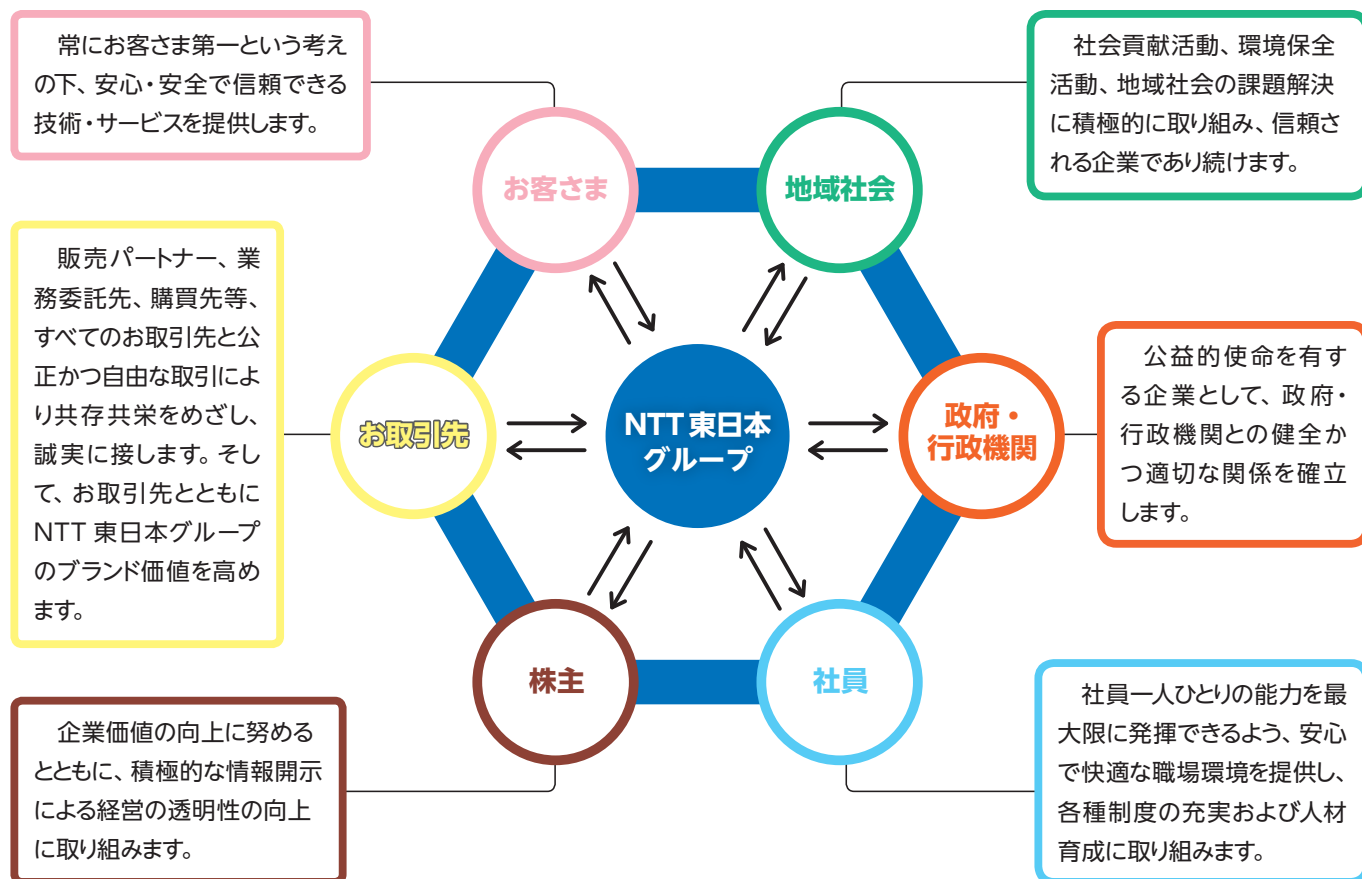 常にお客さま第一という考え
の下、安心・安全で信頼できる
技術・サービスを提供します。
社会貢献活動、環境保全
活動、地域社会の課題解決
に積極的に取り組み、信頼さ
れる企業であり続けます。
お客さま
地域社会
販売パートナー、業
務委託先、購買先等、
すべてのお取引先と公
正かつ自由な取引によ
り共存共栄をめざし、
誠実に接します。そし
て、お取引先とともに
NTT 東日本グループ
のブランド価値を高め
ます。
お取引先
NTT 東日本
グループ
政府・
行政機関
公益的使命を有す
る企業として、政府・
行政機関との健全か
つ適切な関係を確立
します。
株主
社員
企業価値の向上に努める
とともに、積極的な情報開示
による経営の透明性の向上
に取り組みます。
社員一人ひとりの能力を最
大限に発揮できるよう、安心
で快適な職場環境を提供し、
各種制度の充実および人材
育成に取り組みます。